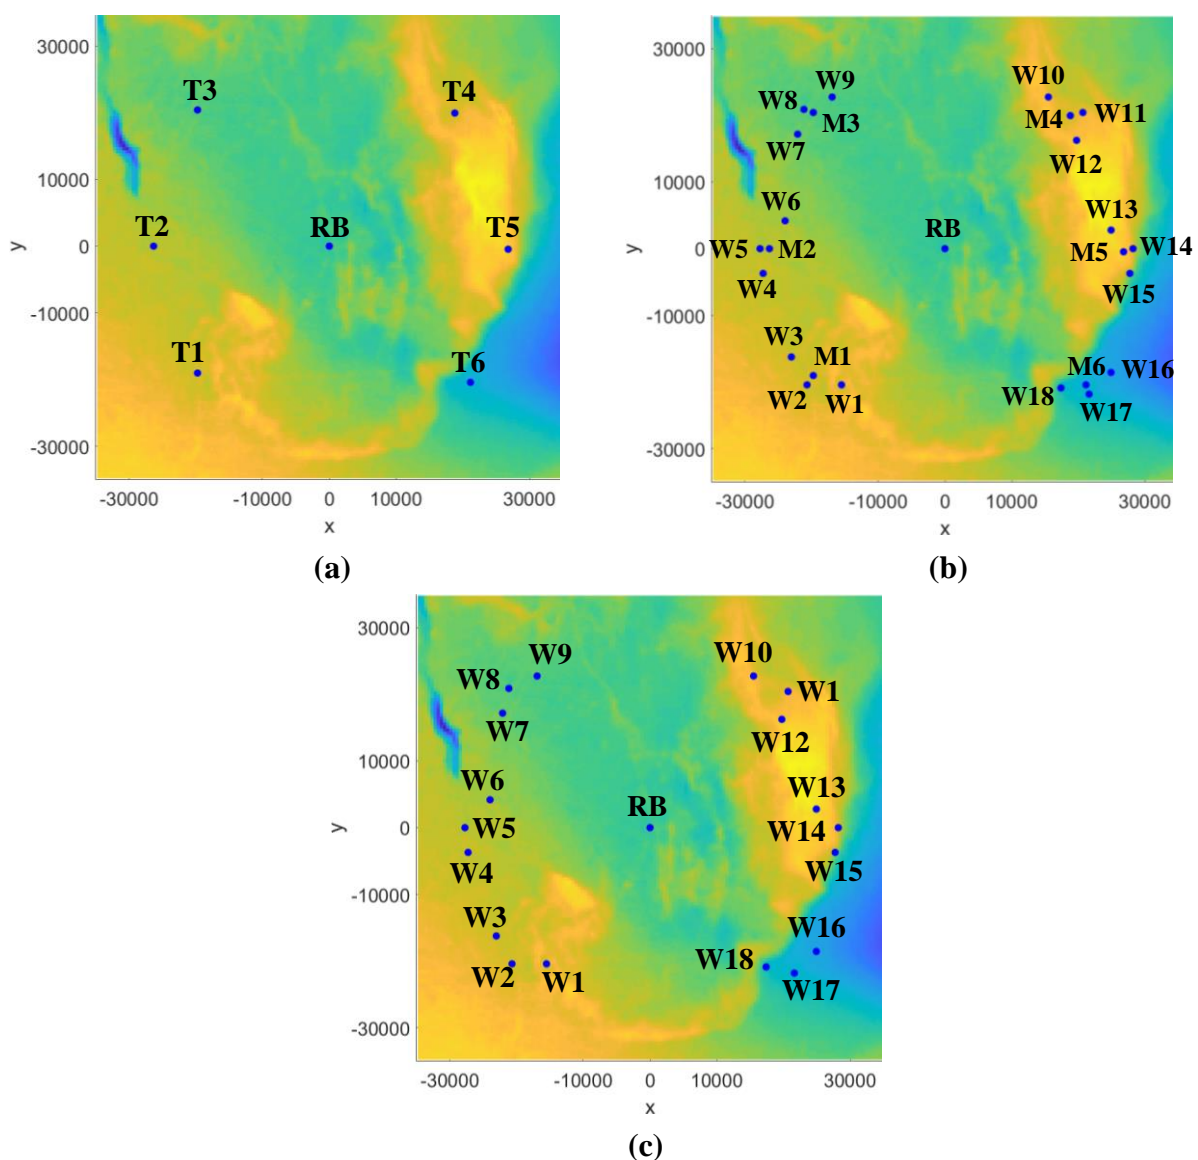 30000
10000
0
-10000
-30000
y
T3
T4
T2
RB
T5
T1
T6
-30000 -10000 0 10000 30000
x
(a)
30000
10000
0
-10000
-30000
y
W9
W10
W8
M3
M4
W11
W7
W12
W6
W13
RB
W5
M2
M5
W14
W4
W15
W3
M1
M6
W16
W2
W1
W18
W17
-30000 -10000 0 10000 30000
x
(b)
30000
10000
0
-10000
-30000
y
W9
W10
W8
W1
W7
W12
W6
W13
RB
W5
W14
W4
W15
W3
W16
W18
W2
W1
W17
-30000 -10000 0 10000 30000
x
(c)